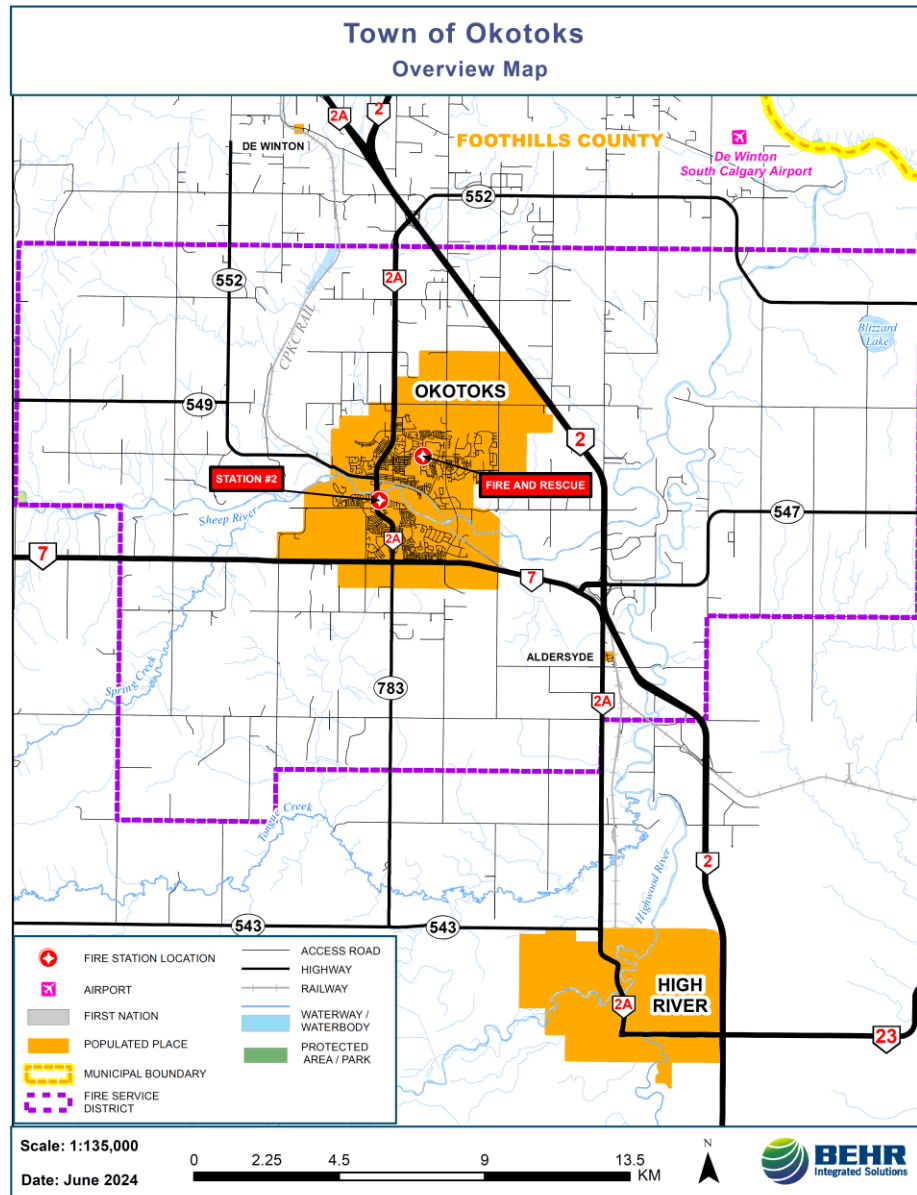 Town of Okotoks
Overview Map
2A
2
DE WINTON
FOOTHILLS COUNTY
De Winton
South Calgary Airport
552
552
2A
CPKC RAIL
Blizzard
Lake
OKOTOKS
549
2
STATION #2
FIRE AND RESCUE
Sheep River
547
2A
7
7
ALDERSYDE
Spring Creek
783
2A
Tongue Creek
Highwood River
2
543
543
HIGH
RIVER
2A
23
FIRE STATION LOCATION
AIRPORT
FIRST NATION
POPULATED PLACE
MUNICIPAL BOUNDARY
FIRE SERVICE
DISTRICT
ACCESS ROAD
HIGHWAY
RAILWAY
WATERWAY /
WATERBODY
PROTECTED
AREA / PARK
Scale: 1:135,000
Date: June 2024
0 2.25 4.5 9 13.5
KM
N
BEHR
Integrated Solutions